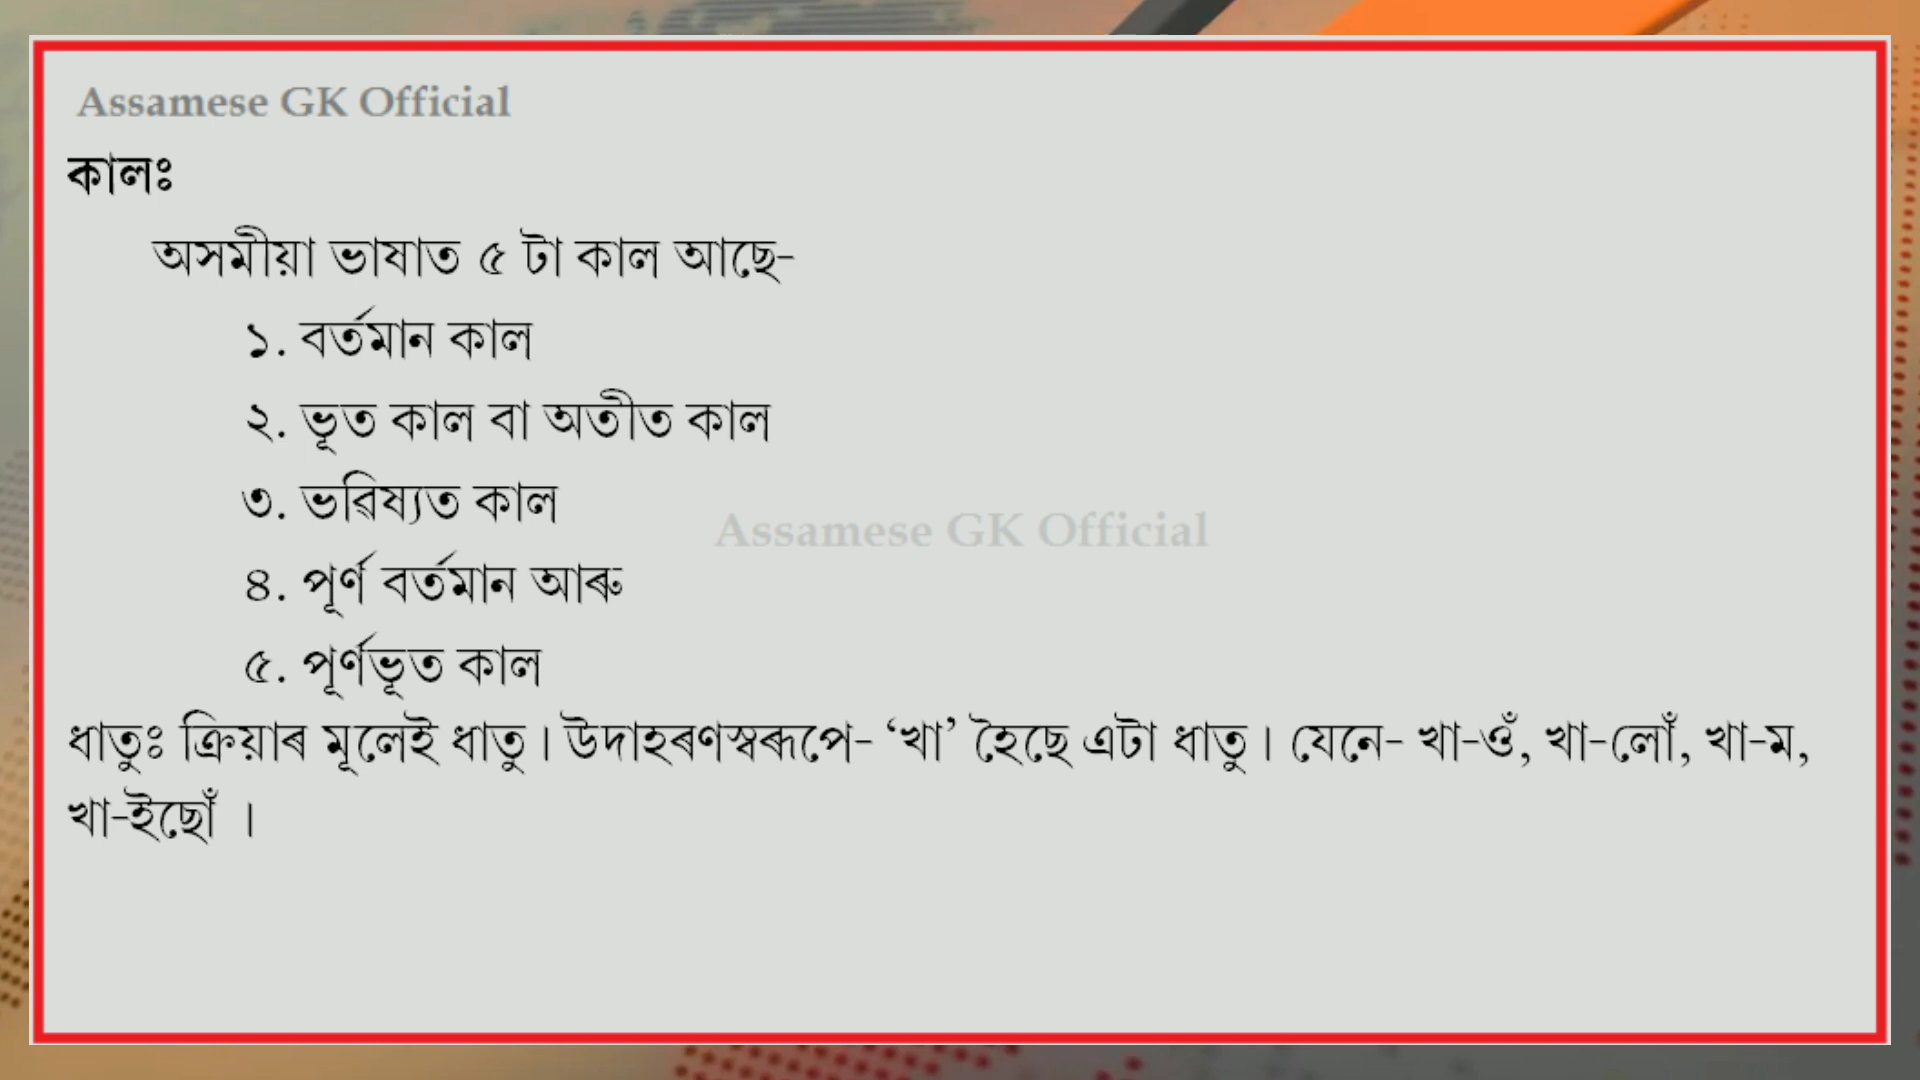 Assamese GK Official
কালঃ
অসমীয়া ভাষাত ৫ টা কাল আছে-
১. বৰ্তমান কাল
২. ভূত কাল বা অতীত কাল
৩. ভৱিষ্যত কাল
Assamese GK Official
৪. পূৰ্ণ বৰ্তমান আৰু
৫. পূৰ্ণভূত কাল
ধাতুঃ ক্ৰিয়াৰ মূলেই ধাতু। উদাহৰণস্বৰূপে- ‘খা’ হৈছে এটা ধাতু। যেনে- খা-ওঁ, খা-লোঁ, খা-ম,
খা-ইছোঁ ।